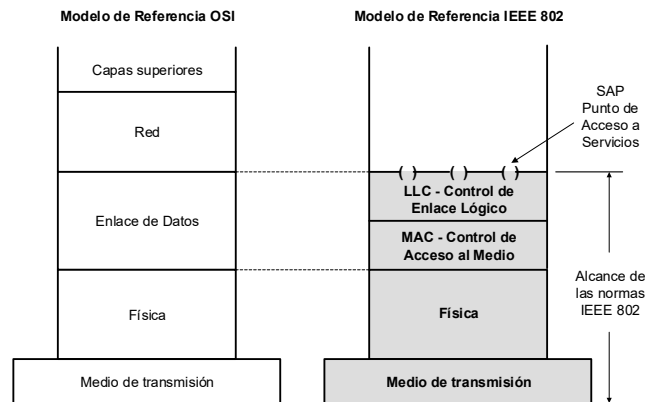 Modelo de Referencia OSI
Modelo de Referencia IEEE 802
Capas superiores
Red
Enlace de Datos
Física
Medio de transmisión
SAP
Punto de
Acceso a
Servicios
LLC - Control de
Enlace Lógico
MAC - Control de
Acceso al Medio
Física
Medio de transmisión
Alcance de
las normas
IEEE 802